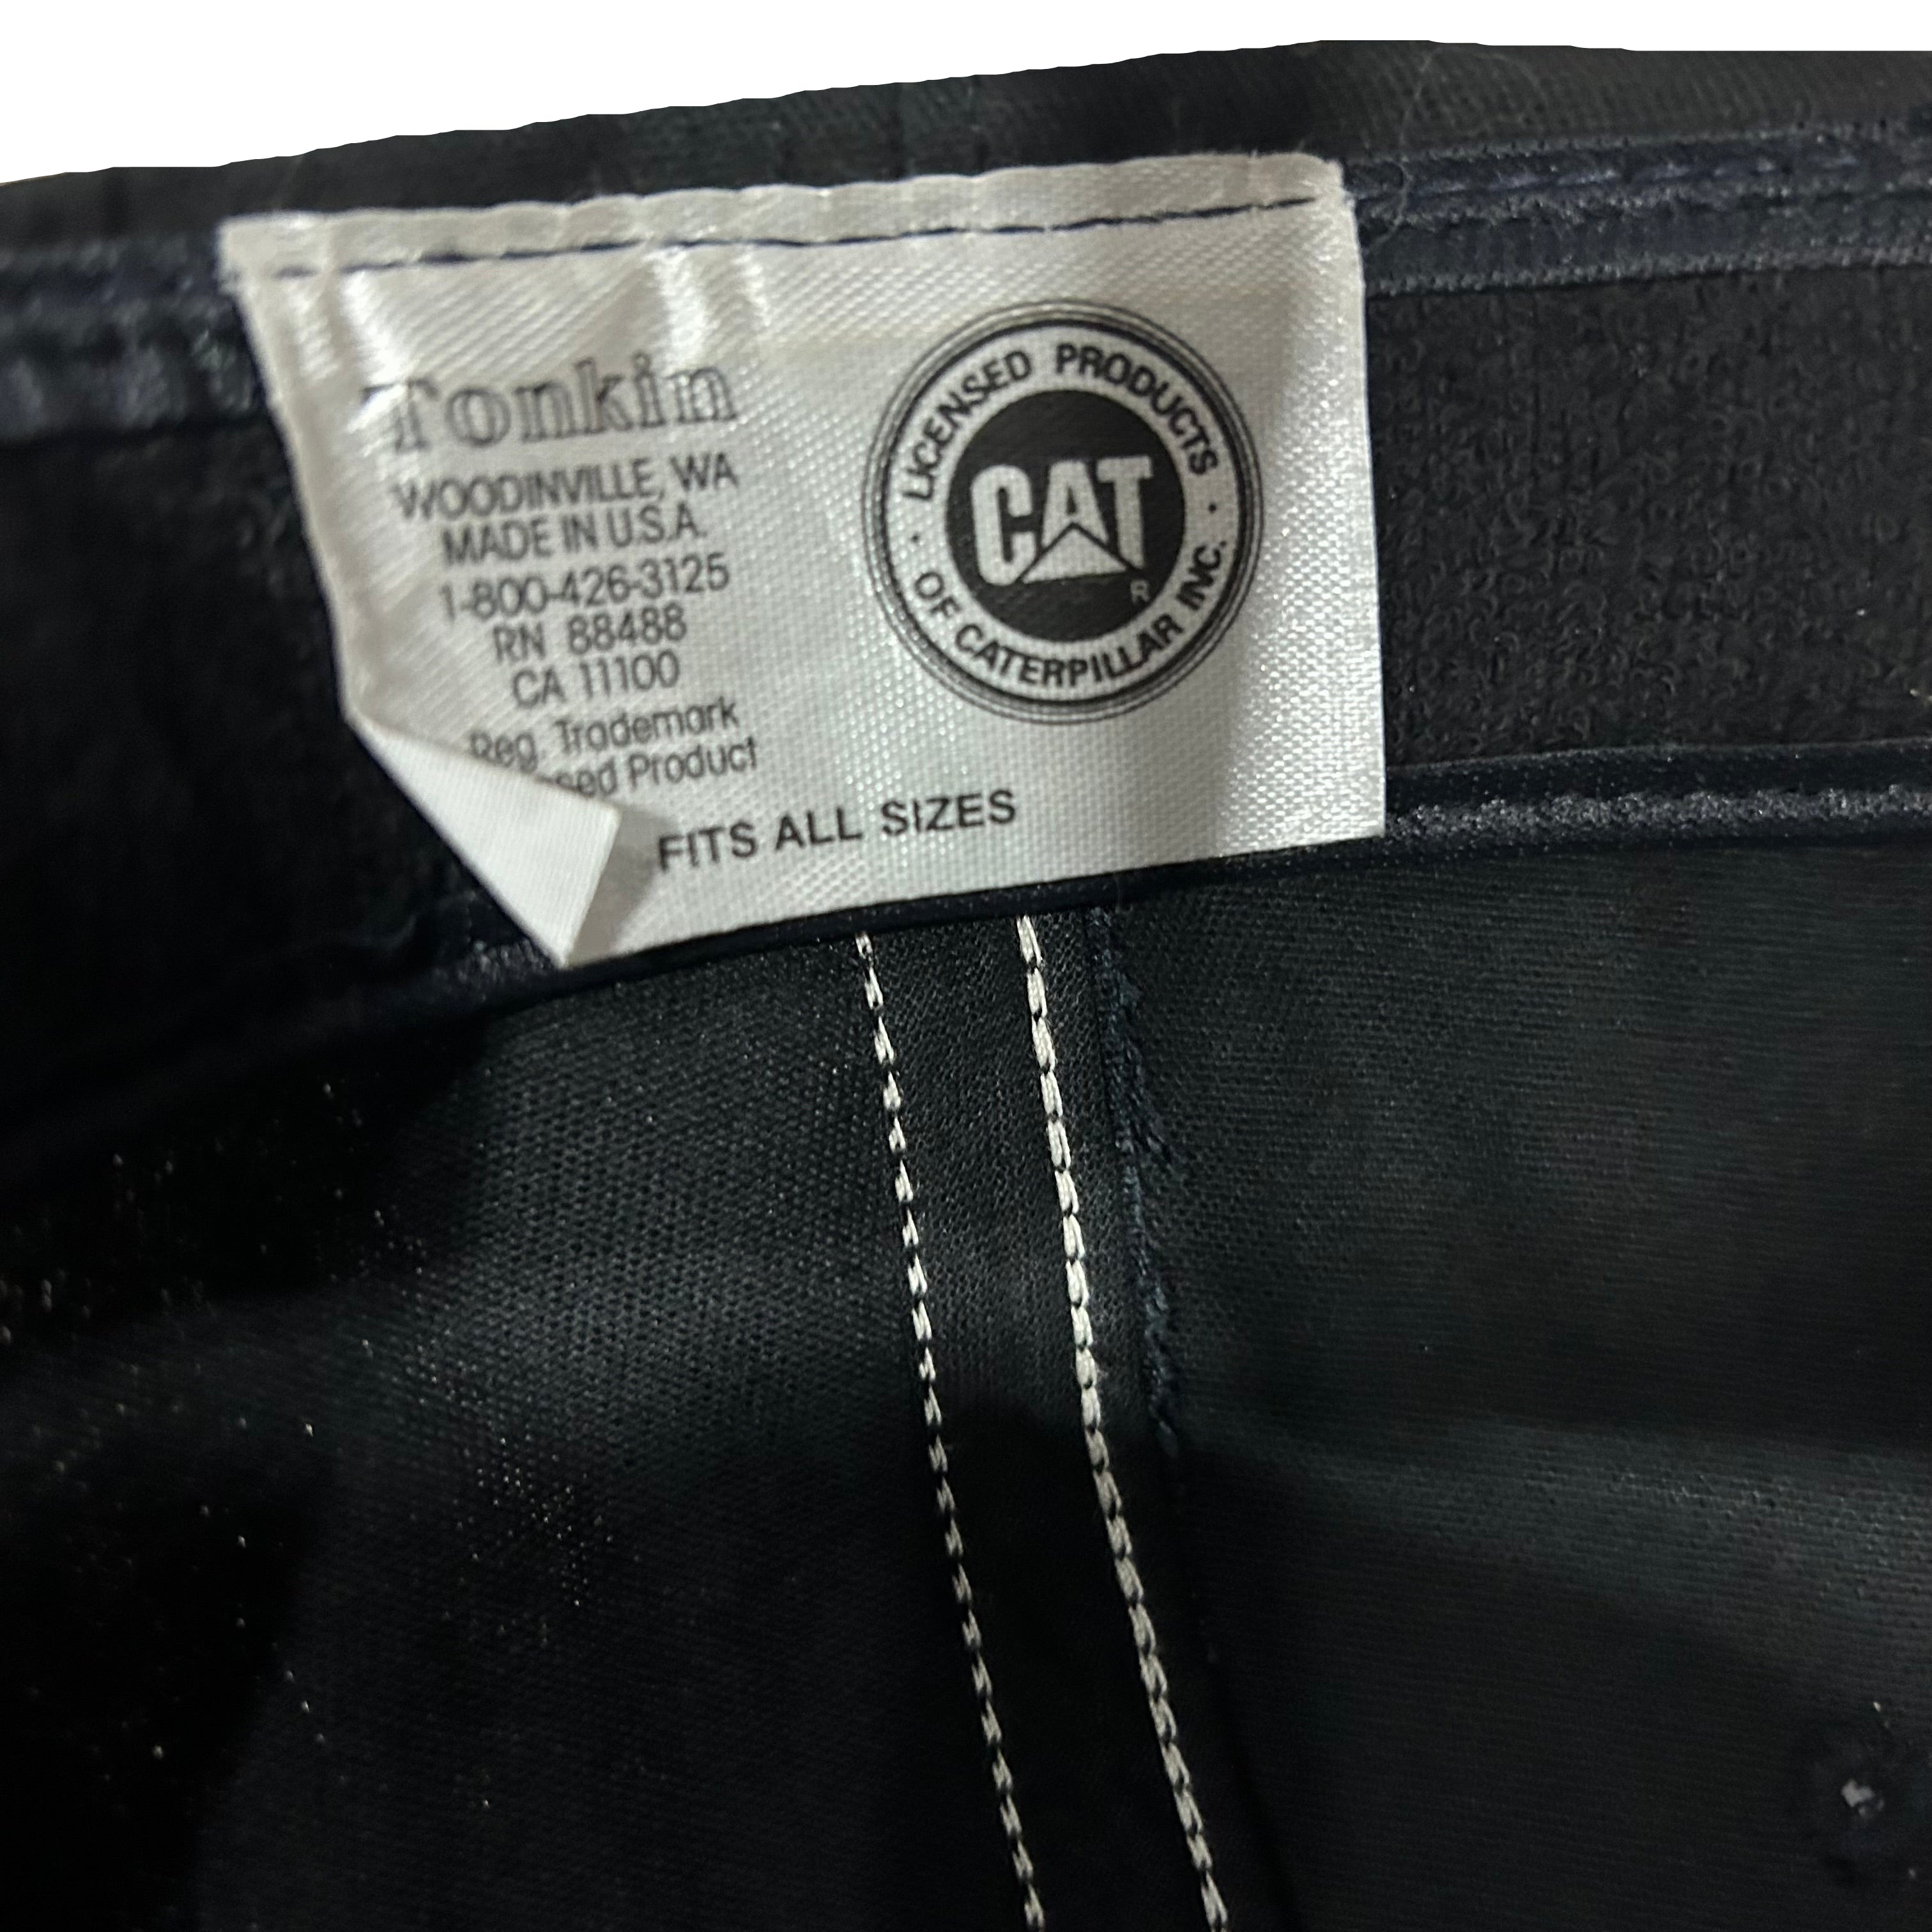 Tonkin
WOODINVILLE, WA
MADE IN U.S.A.
1-800-426-3125
RN 88488
CA 11100
Reg. Trademark
Product
FITS ALL SIZES
LICENSED PRODUCTS
· OF CATERPILLAR INC. ·
CAT
R